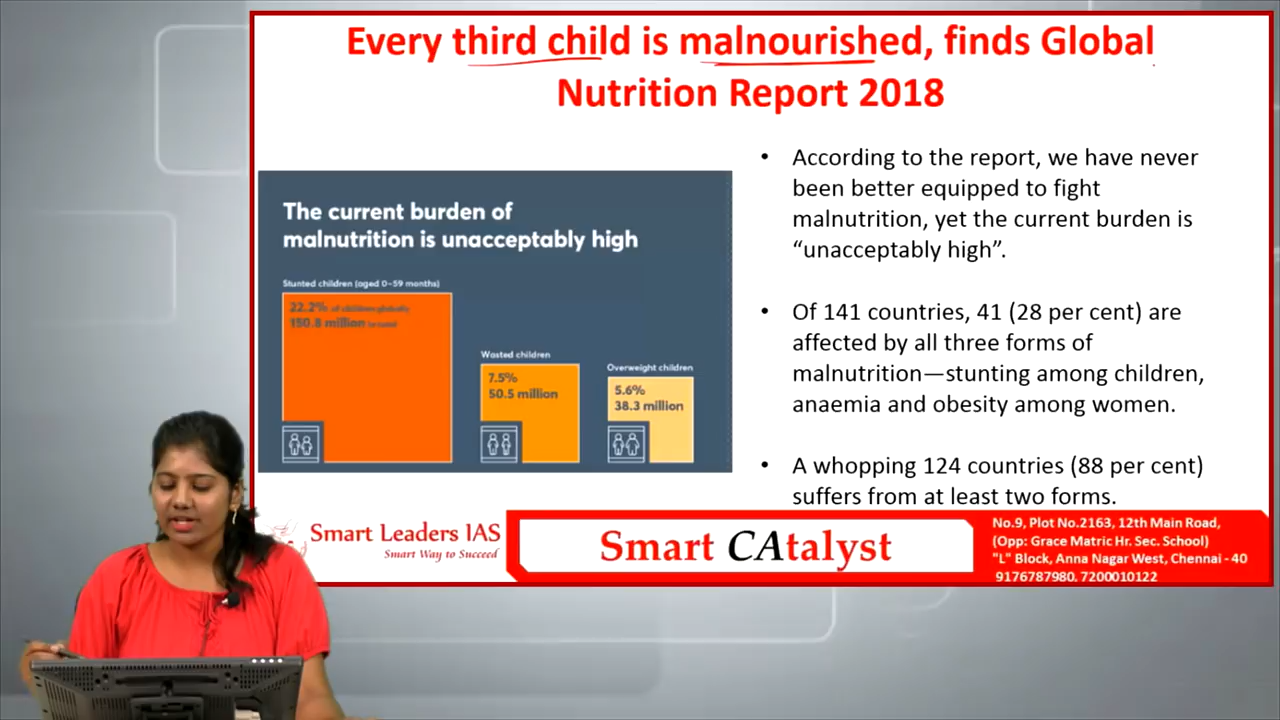 Every third child is malnourished, finds Global
Nutrition Report 2018
The current burden of
malnutrition is unacceptably high
Stunted children (aged 0–59 months)
22.2% of children globally
150.8 million
Wasted children
7.5%
50.5 million
Overweight children
5.6%
38.3 million
• According to the report, we have never
been better equipped to fight
malnutrition, yet the current burden is
“unacceptably high”.
• Of 141 countries, 41 (28 per cent) are
affected by all three forms of
malnutrition—stunting among children,
anaemia and obesity among women.
• A whopping 124 countries (88 per cent)
suffers from at least two forms.
Smart Leaders IAS
Smart Way to Succeed
Smart CAtalyst
No.9, Plot No.2163, 12th Main Road,
(Opp: Grace Matric Hr. Sec. School)
"L" Block, Anna Nagar West, Chennai - 40
9176787980, 7200010122